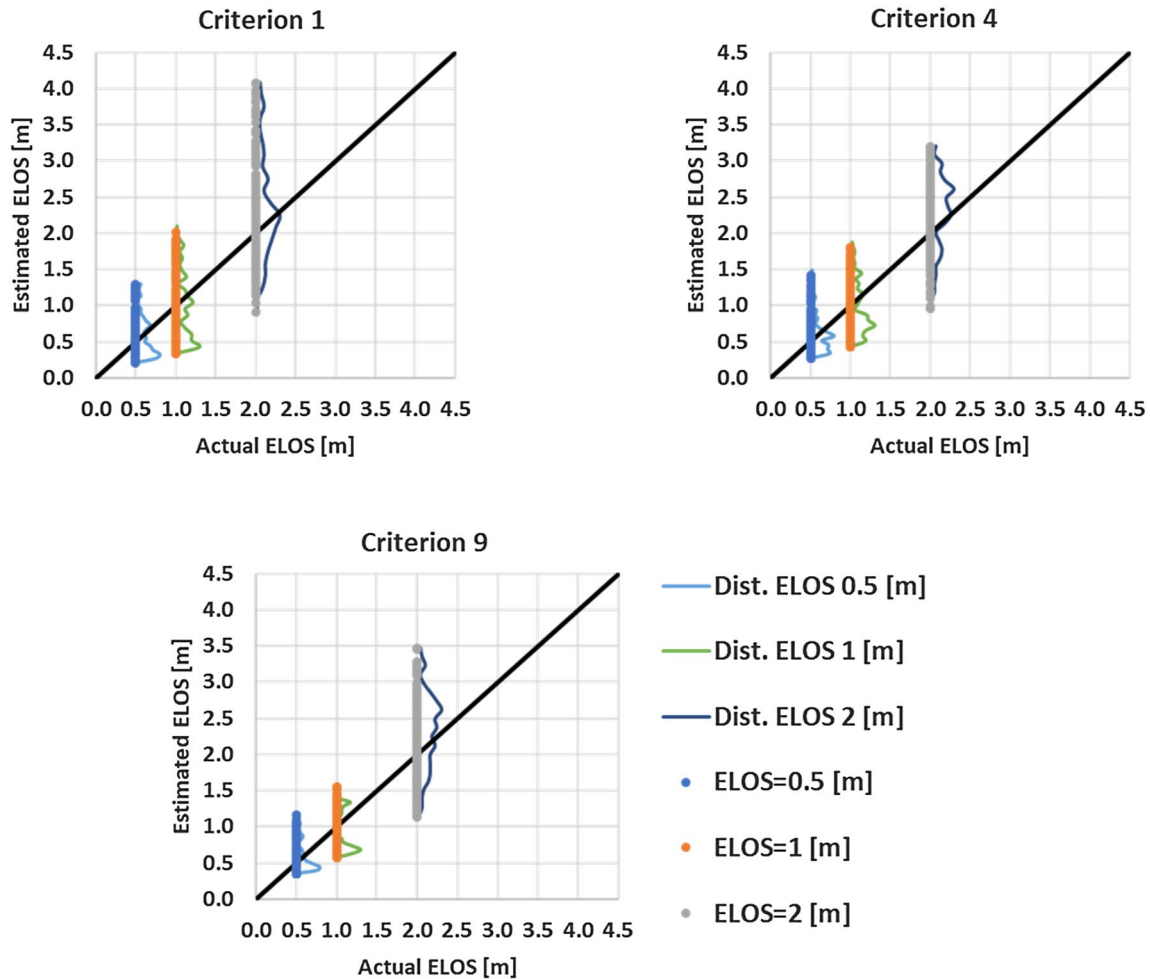 Criterion 1
4.5
4.0
3.5
3.0
2.5
2.0
1.5
1.0
0.5
0.0
Estimated ELOS [m]
0.0 0.5 1.0 1.5 2.0 2.5 3.0 3.5 4.0 4.5
Actual ELOS [m]
Criterion 4
4.5
4.0
3.5
3.0
2.5
2.0
1.5
1.0
0.5
0.0
Estimated ELOS [m]
0.0 0.5 1.0 1.5 2.0 2.5 3.0 3.5 4.0 4.5
Actual ELOS [m]
Criterion 9
4.5
4.0
3.5
3.0
2.5
2.0
1.5
1.0
0.5
0.0
Estimated ELOS [m]
0.0 0.5 1.0 1.5 2.0 2.5 3.0 3.5 4.0 4.5
Actual ELOS [m]
Dist. ELOS 0.5 [m]
Dist. ELOS 1 [m]
Dist. ELOS 2 [m]
ELOS=0.5 [m]
ELOS=1 [m]
ELOS=2 [m]